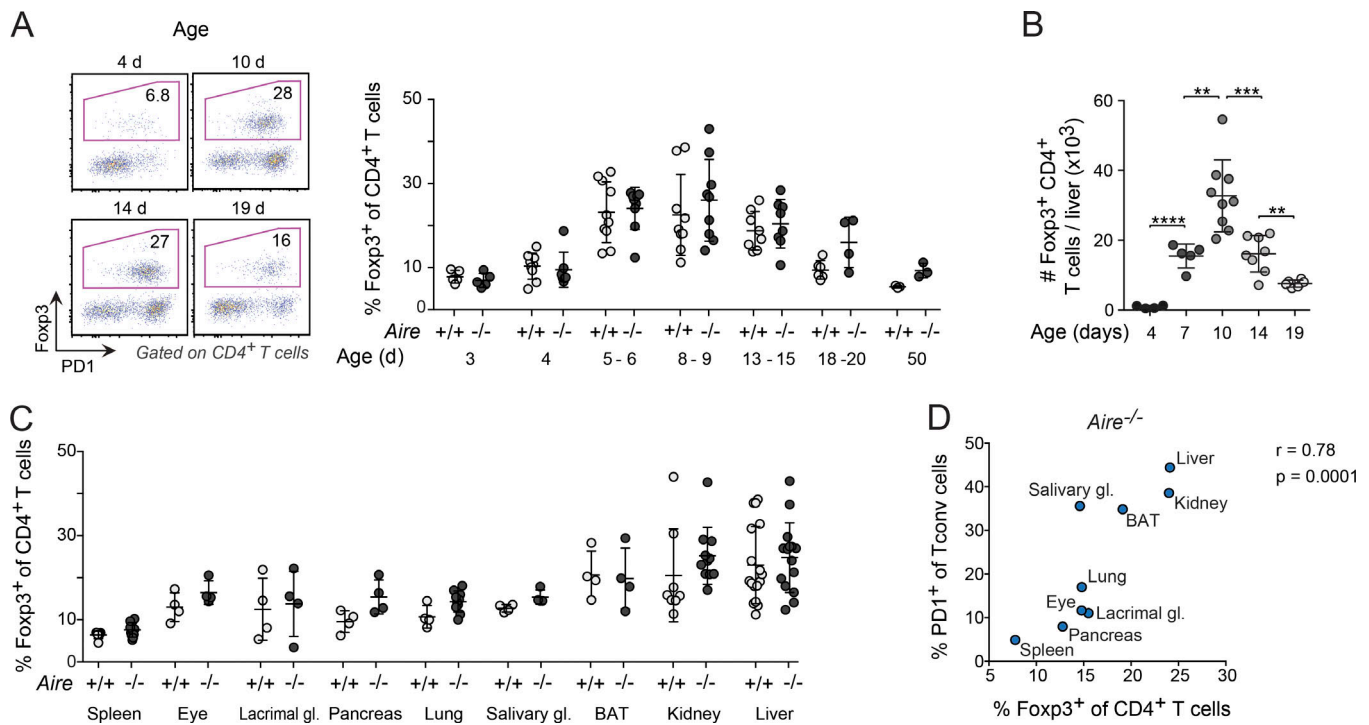 A
Age
4 d
10 d
6.8
28
14 d
19 d
27
16
Foxp3
PD1
Gated on CD4+ T cells
% Foxp3+ of CD4+ T cells
50
30
10
0
Aire +/+ -/- +/+ -/- +/+ -/- +/+ -/- +/+ -/- +/+ -/- +/+ -/-
Age (d) 3 4 5 - 6 8 - 9 13 - 15 18 -20 50
B
# Foxp3+ CD4+
T cells / liver (x103)
60
40
20
0
**** ** *** **
Age (days) 4 7 10 14 19
C
% Foxp3+ of CD4+ T cells
50
30
10
0
Aire +/+ -/- +/+ -/- +/+ -/- +/+ -/- +/+ -/- +/+ -/- +/+ -/- +/+ -/- +/+ -/-
Spleen Eye Lacrimal gl. Pancreas Lung Salivary gl. BAT Kidney Liver
D
Aire-/-
r = 0.78
p = 0.0001
% PD1+ of Tconv cells
50
40
30
20
10
0
Liver
Salivary gl.
Kidney
BAT
Lung
Eye
Lacrimal gl.
Pancreas
Spleen
5 10 15 20 25 30
% Foxp3+ of CD4+ T cells